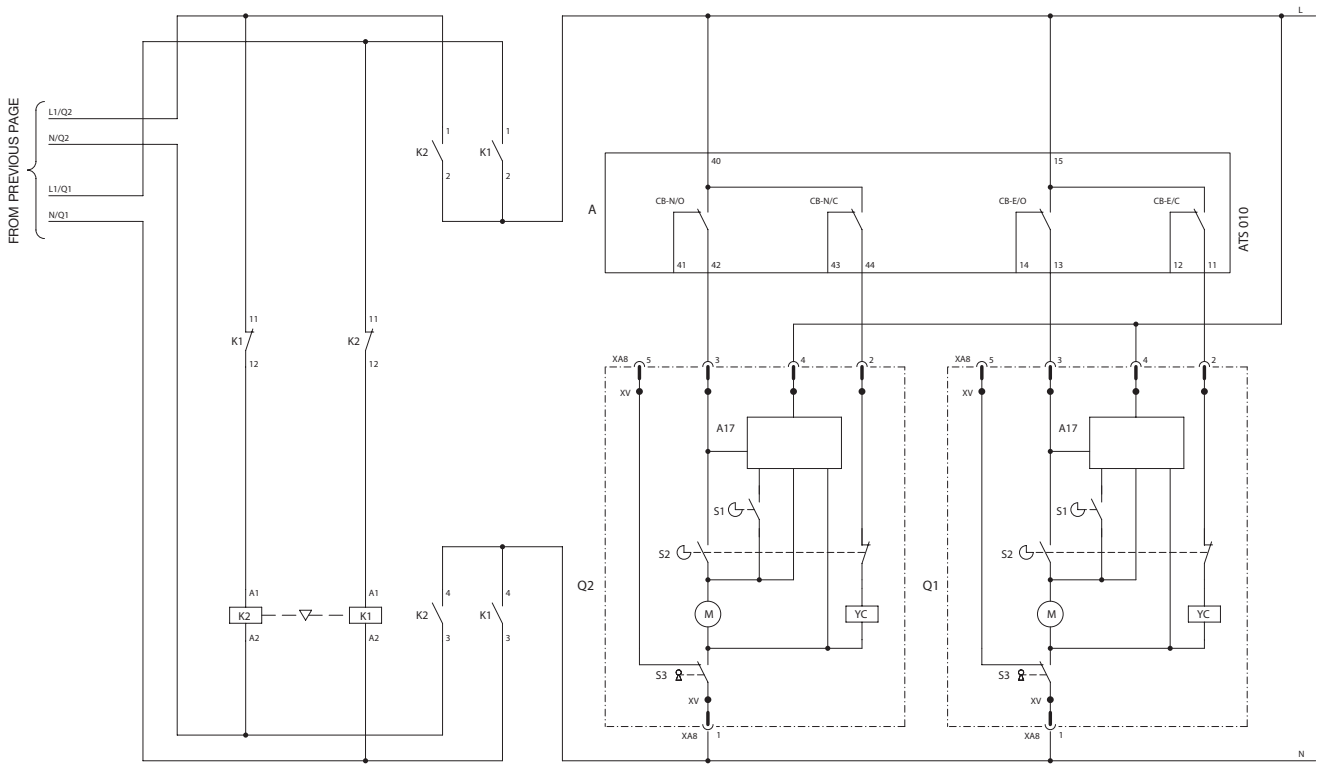 L
FROM PREVIOUS PAGE
L1/Q2
N/Q2
L1/Q1
N/Q1
1 1
K2 K1
2 2
40 15
A
CB-N/O CB-N/C CB-E/O CB-E/C
ATS 010
41 42 43 44 14 13 12 11
11 11
K1 K2
12 12
XA8 5 3 4 2 XA8 5 3 4 2
XV XV
A17 A17
S1 S1
S2 S2
Q2 Q1
A1 A1 4 4
K2 K1 K2 K1 M YC M YC
A2 A2 3 3
S3 S3
XV XV
XA8 1 XA8 1
N